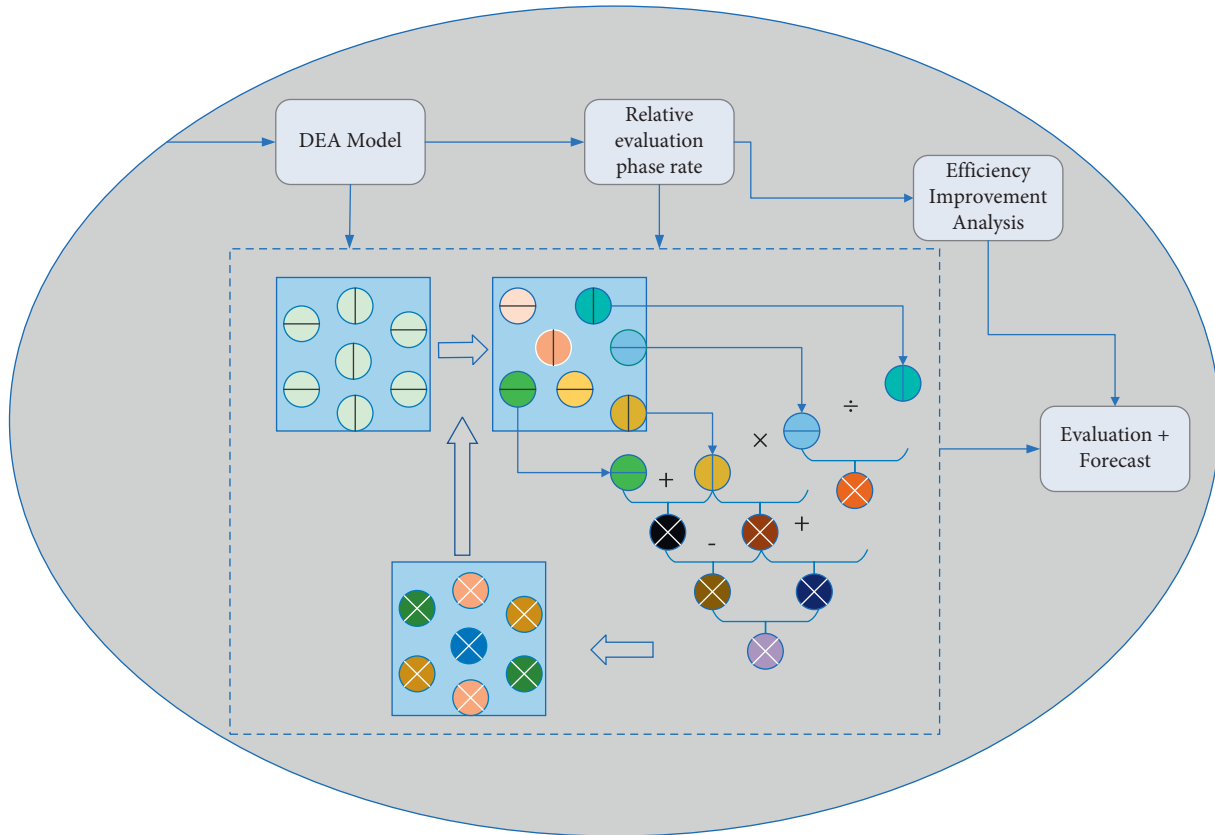 DEA Model
Relative
evaluation
phase rate
Efficiency
Improvement
Analysis
÷
×
+
+
-
Evaluation +
Forecast